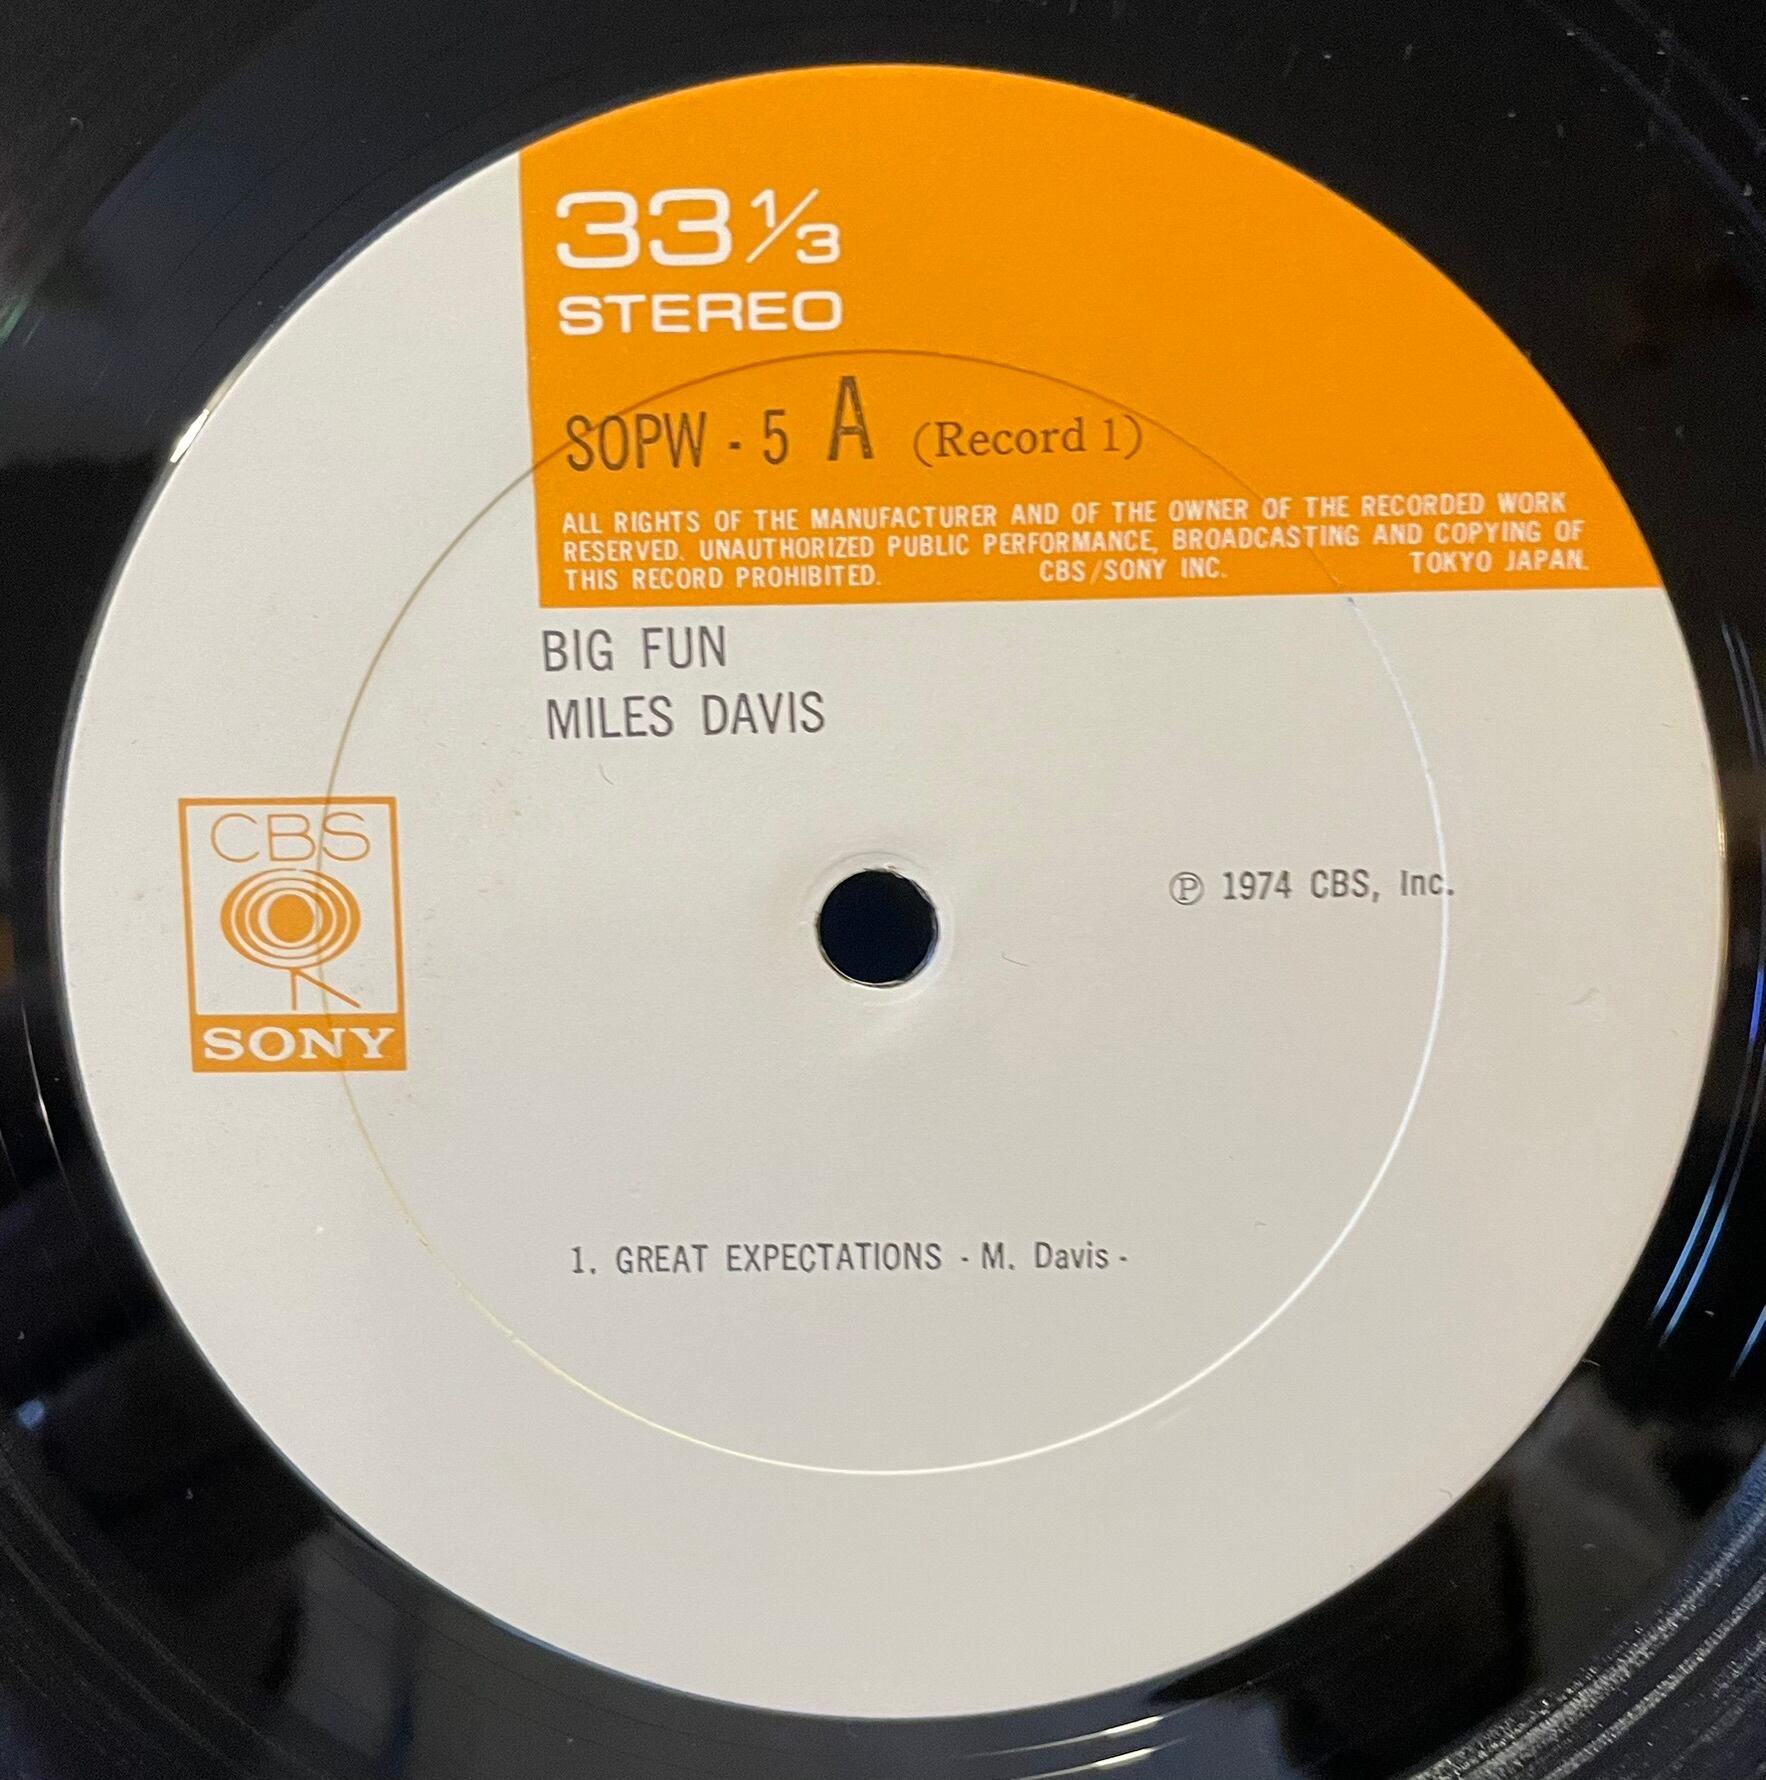 33 1/3
STEREO
SOPW - 5 A (Record 1)
ALL RIGHTS OF THE MANUFACTURER AND OF THE OWNER OF THE RECORDED WORK
RESERVED. UNAUTHORIZED PUBLIC PERFORMANCE, BROADCASTING AND COPYING OF
THIS RECORD PROHIBITED. CBS/SONY INC. TOKYO JAPAN.
BIG FUN
MILES DAVIS
CBS
SONY
℗ 1974 CBS, Inc.
1. GREAT EXPECTATIONS - M. Davis -